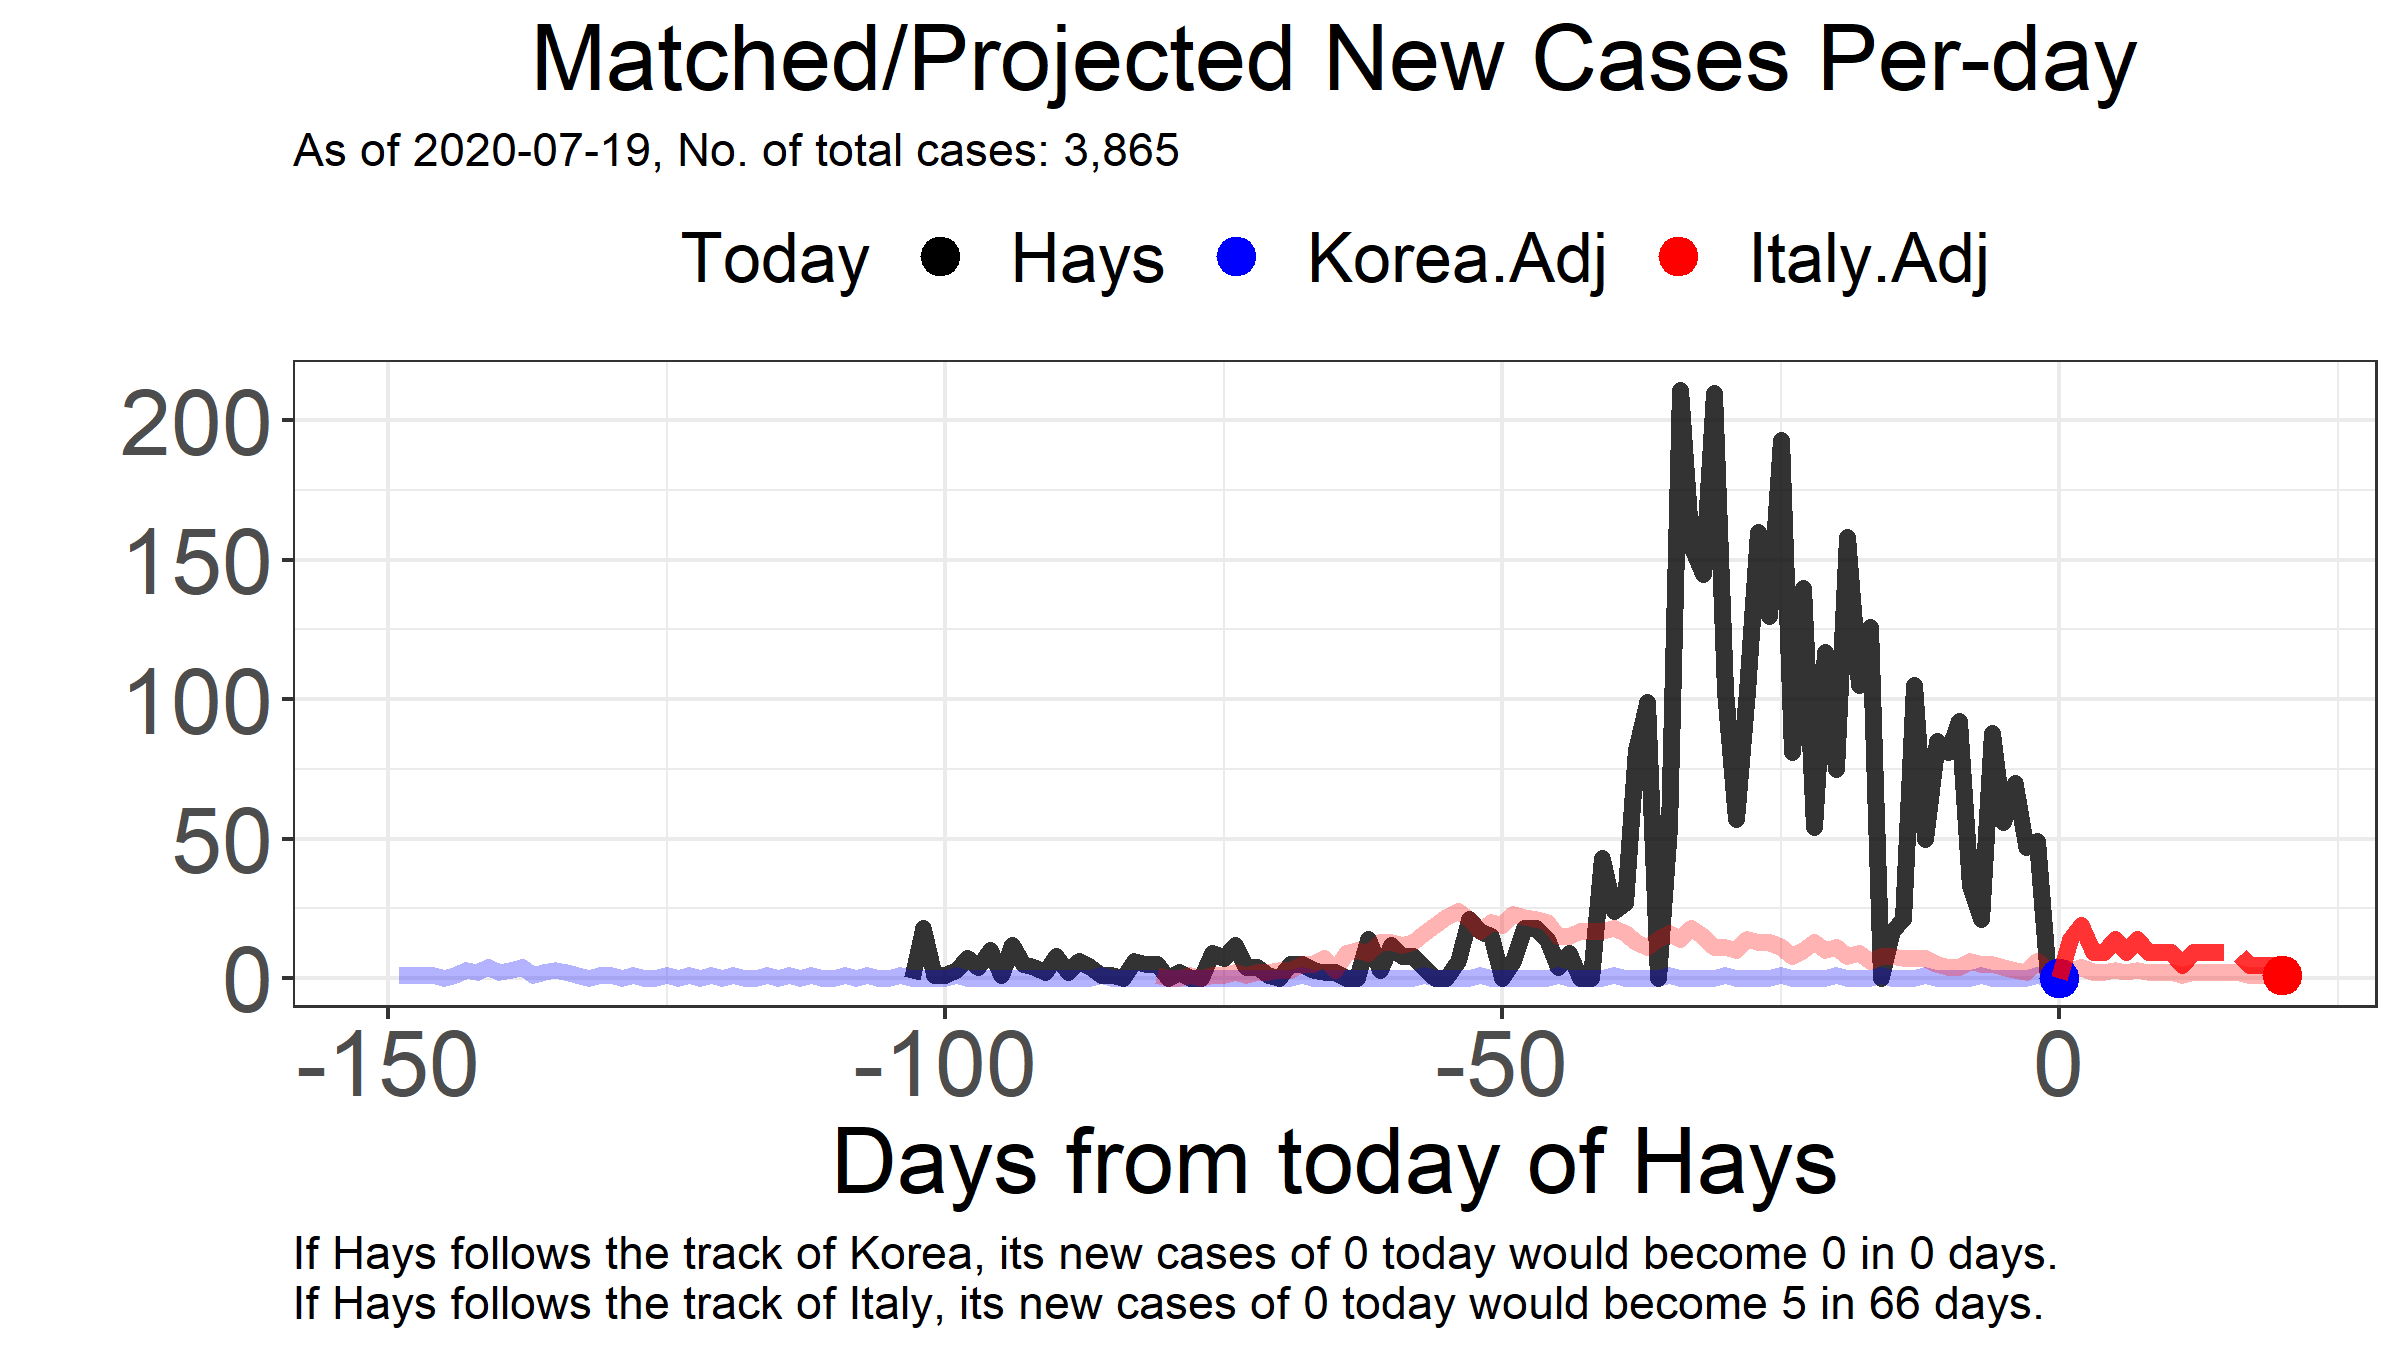 Matched/Projected New Cases Per-day
As of 2020-07-19, No. of total cases: 3,865
Today Hays Korea.Adj Italy.Adj
200
150
100
50
0
-150 -100 -50 0
Days from today of Hays
If Hays follows the track of Korea, its new cases of 0 today would become 0 in 0 days.
If Hays follows the track of Italy, its new cases of 0 today would become 5 in 66 days.